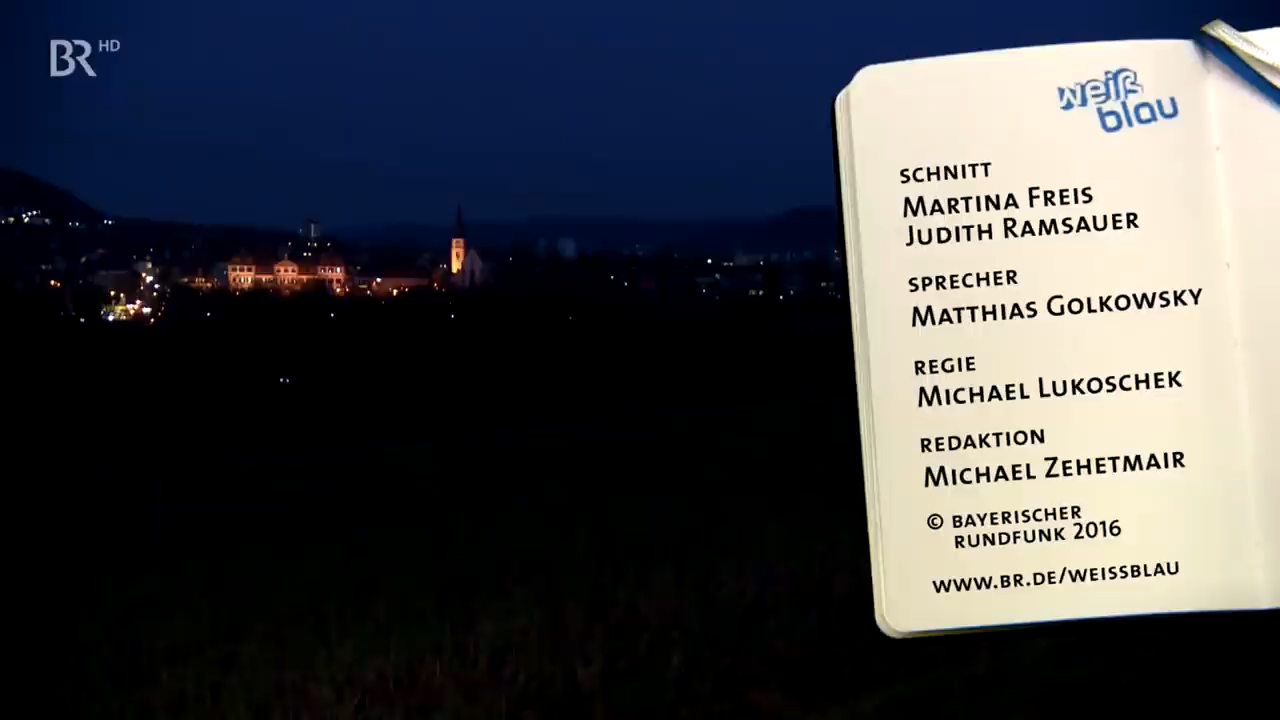 BR HD
weiß
blau
SCHNITT
MARTINA FREIS
JUDITH RAMSAUER
SPRECHER
MATTHIAS GOLKOWSKY
REGIE
MICHAEL LUKOSCHEK
REDAKTION
MICHAEL ZEHETMAIR
© BAYERISCHER
RUNDFUNK 2016
WWW.BR.DE/WEISSBLAU